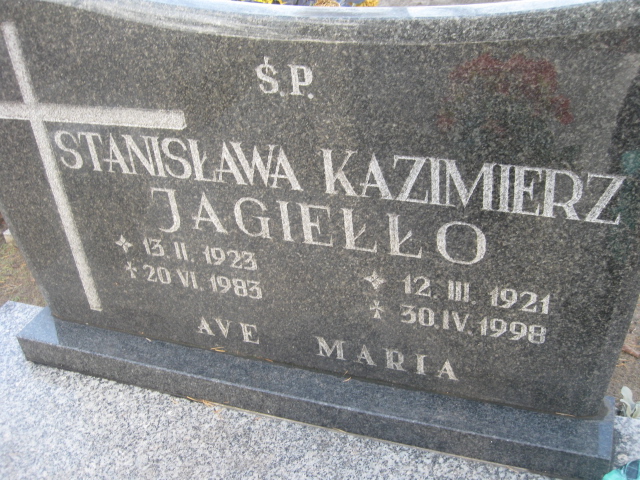 Ś.P.
STANISŁAWA KAZIMIERZ
JAGIEŁŁO
13. II. 1923
20 VI. 1983
12. III. 1921
30.IV.1998
AVE MARIA